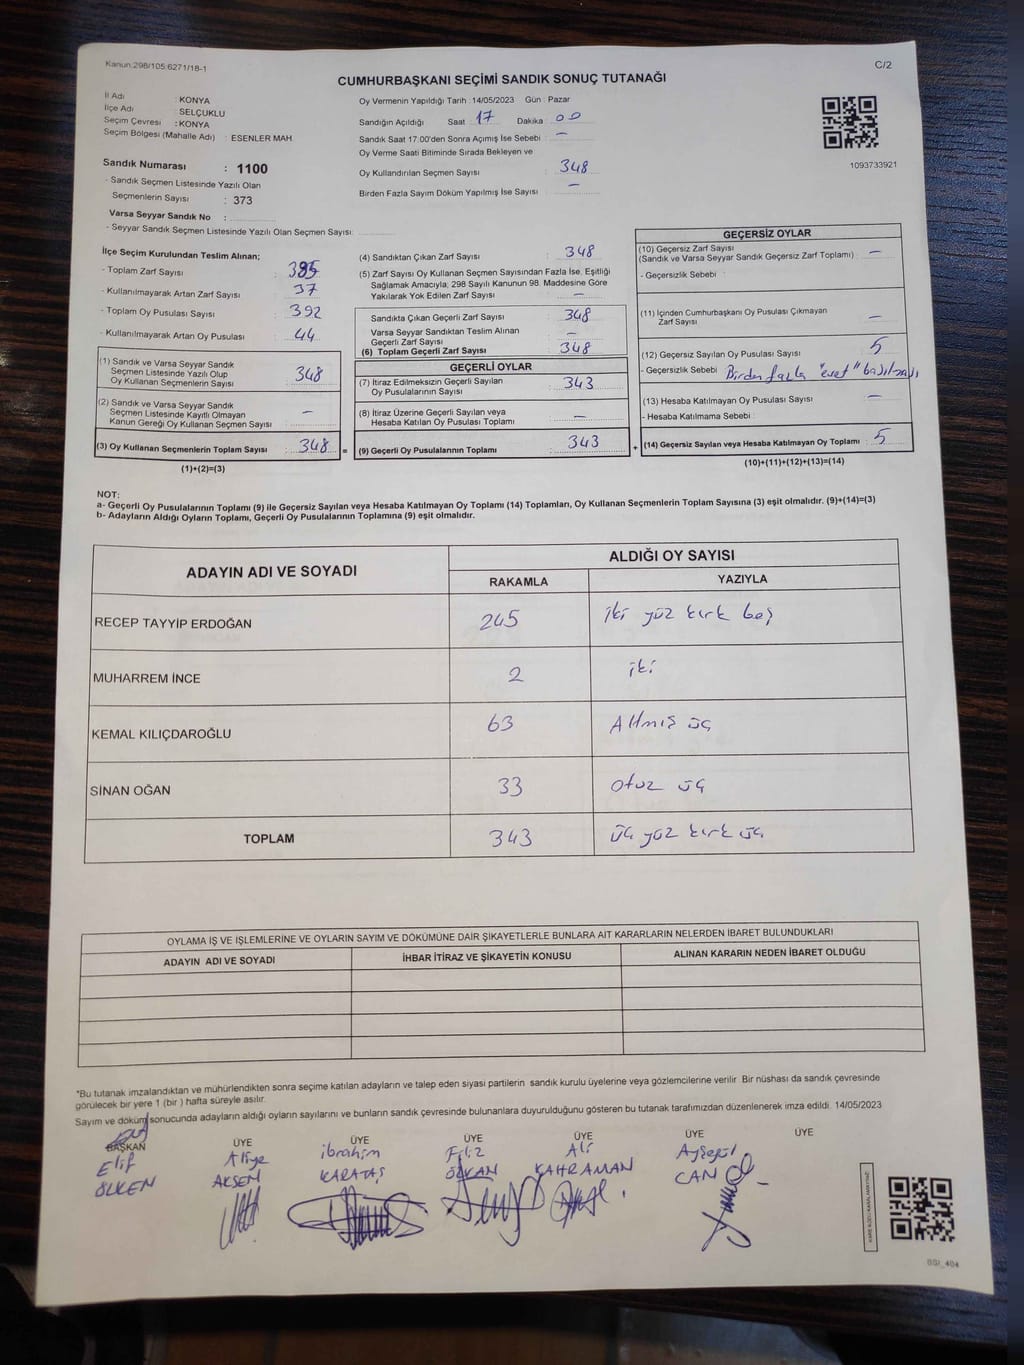 Kanun:298/105:6271/18-1
C/2
CUMHURBAŞKANI SEÇİMİ SANDIK SONUÇ TUTANAĞI
İl Adı : KONYA
İlçe Adı : SELÇUKLU
Seçim Çevresi : KONYA
Seçim Bölgesi (Mahalle Adı) : ESENLER MAH.
Sandık Numarası : 1100
- Sandık Seçmen Listesinde Yazılı Olan
Seçmenlerin Sayısı : 373
Varsa Seyyar Sandık No :
- Seyyar Sandık Seçmen Listesinde Yazılı Olan Seçmen Sayısı:
Oy Vermenin Yapıldığı Tarih : 14/05/2023 Gün : Pazar
Sandığın Açıldığı Saat 17 Dakika : 00
Sandık Saat 17:00'den Sonra Açımış İse Sebebi : —
Oy Verme Saati Bitiminde Sırada Bekleyen ve
Oy Kullandırılan Seçmen Sayısı : 348
Birden Fazla Sayım Döküm Yapılmış İse Sayısı : —
1093733921
İlçe Seçim Kurulundan Teslim Alınan;
- Toplam Zarf Sayısı : 385
- Kullanılmayarak Artan Zarf Sayısı : 37
- Toplam Oy Pusulası Sayısı : 392
- Kullanılmayarak Artan Oy Pusulası : 44
(1) Sandık ve Varsa Seyyar Sandık
Seçmen Listesinde Yazılı Olup
Oy Kullanan Seçmenlerin Sayısı : 348
(2) Sandık ve Varsa Seyyar Sandık
Seçmen Listesinde Kayıtlı Olmayan
Kanun Gereği Oy Kullanan Seçmen Sayısı : —
(3) Oy Kullanan Seçmenlerin Toplam Sayısı : 348 =
(1)+(2)=(3)
(4) Sandıktan Çıkan Zarf Sayısı : 348
(5) Zarf Sayısı Oy Kullanan Seçmen Sayısından Fazla İse, Eşitliği
Sağlamak Amacıyla, 298 Sayılı Kanunun 98. Maddesine Göre
Yakılarak Yok Edilen Zarf Sayısı : —
Sandıkta Çıkan Geçerli Zarf Sayısı : 348
Varsa Seyyar Sandıktan Teslim Alınan
Geçerli Zarf Sayısı : —
(6) Toplam Geçerli Zarf Sayısı : 348
GEÇERLİ OYLAR
(7) İtiraz Edilmeksizin Geçerli Sayılan
Oy Pusulalarının Sayısı : 343
(8) İtiraz Üzerine Geçerli Sayılan veya
Hesaba Katılan Oy Pusulası Toplamı : —
(9) Geçerli Oy Pusulalarının Toplamı : 343 +
GEÇERSİZ OYLAR
(10) Geçersiz Zarf Sayısı
(Sandık ve Varsa Seyyar Sandık Geçersiz Zarf Toplamı) : —
- Geçersizlik Sebebi :
(11) İçinden Cumhurbaşkanı Oy Pusulası Çıkmayan
Zarf Sayısı : —
(12) Geçersiz Sayılan Oy Pusulası Sayısı : 5
- Geçersizlik Sebebi : Birden fazla "evet" basılması
(13) Hesaba Katılmayan Oy Pusulası Sayısı : —
- Hesaba Katılmama Sebebi :
(14) Geçersiz Sayılan veya Hesaba Katılmayan Oy Toplamı : 5
(10)+(11)+(12)+(13)=(14)
NOT:
a- Geçerli Oy Pusulalarının Toplamı (9) ile Geçersiz Sayılan veya Hesaba Katılmayan Oy Toplamı (14) Toplamları, Oy Kullanan Seçmenlerin Toplam Sayısına (3) eşit olmalıdır. (9)+(14)=(3)
b- Adayların Aldığı Oyların Toplamı, Geçerli Oy Pusulalarının Toplamına (9) eşit olmalıdır.
ADAYIN ADI VE SOYADI
ALDIĞI OY SAYISI
RAKAMLA YAZIYLA
RECEP TAYYİP ERDOĞAN 245 iki yüz kırk beş
MUHARREM İNCE 2 iki
KEMAL KILIÇDAROĞLU 63 Altmış üç
SİNAN OĞAN 33 otuz üç
TOPLAM 343 üç yüz kırk üç
OYLAMA İŞ VE İŞLEMLERİNE VE OYLARIN SAYIM VE DÖKÜMÜNE DAİR ŞİKAYETLERLE BUNLARA AİT KARARLARIN NELERDEN İBARET BULUNDUKLARI
ADAYIN ADI VE SOYADI İHBAR İTİRAZ VE ŞİKAYETİN KONUSU ALINAN KARARIN NEDEN İBARET OLDUĞU
*Bu tutanak imzalandıktan ve mühürlendikten sonra seçime katılan adayların ve talep eden siyasi partilerin sandık kurulu üyelerine veya gözlemcilerine verilir. Bir nüshası da sandık çevresinde
görülecek bir yere 1 (bir) hafta süreyle asılır.
Sayım ve döküm sonucunda adayların aldığı oyların sayılarını ve bunların sandık çevresinde bulunanlara duyurulduğunu gösteren bu tutanak tarafımızdan düzenlenerek imza edildi. 14/05/2023
BAŞKAN ÜYE ÜYE ÜYE ÜYE ÜYE ÜYE
Elif Aliye ibrahim Filiz Ali Ayşegül
ÖLKEN AKSEN KARATAŞ ÖZKAN KAHRAMAN CAN